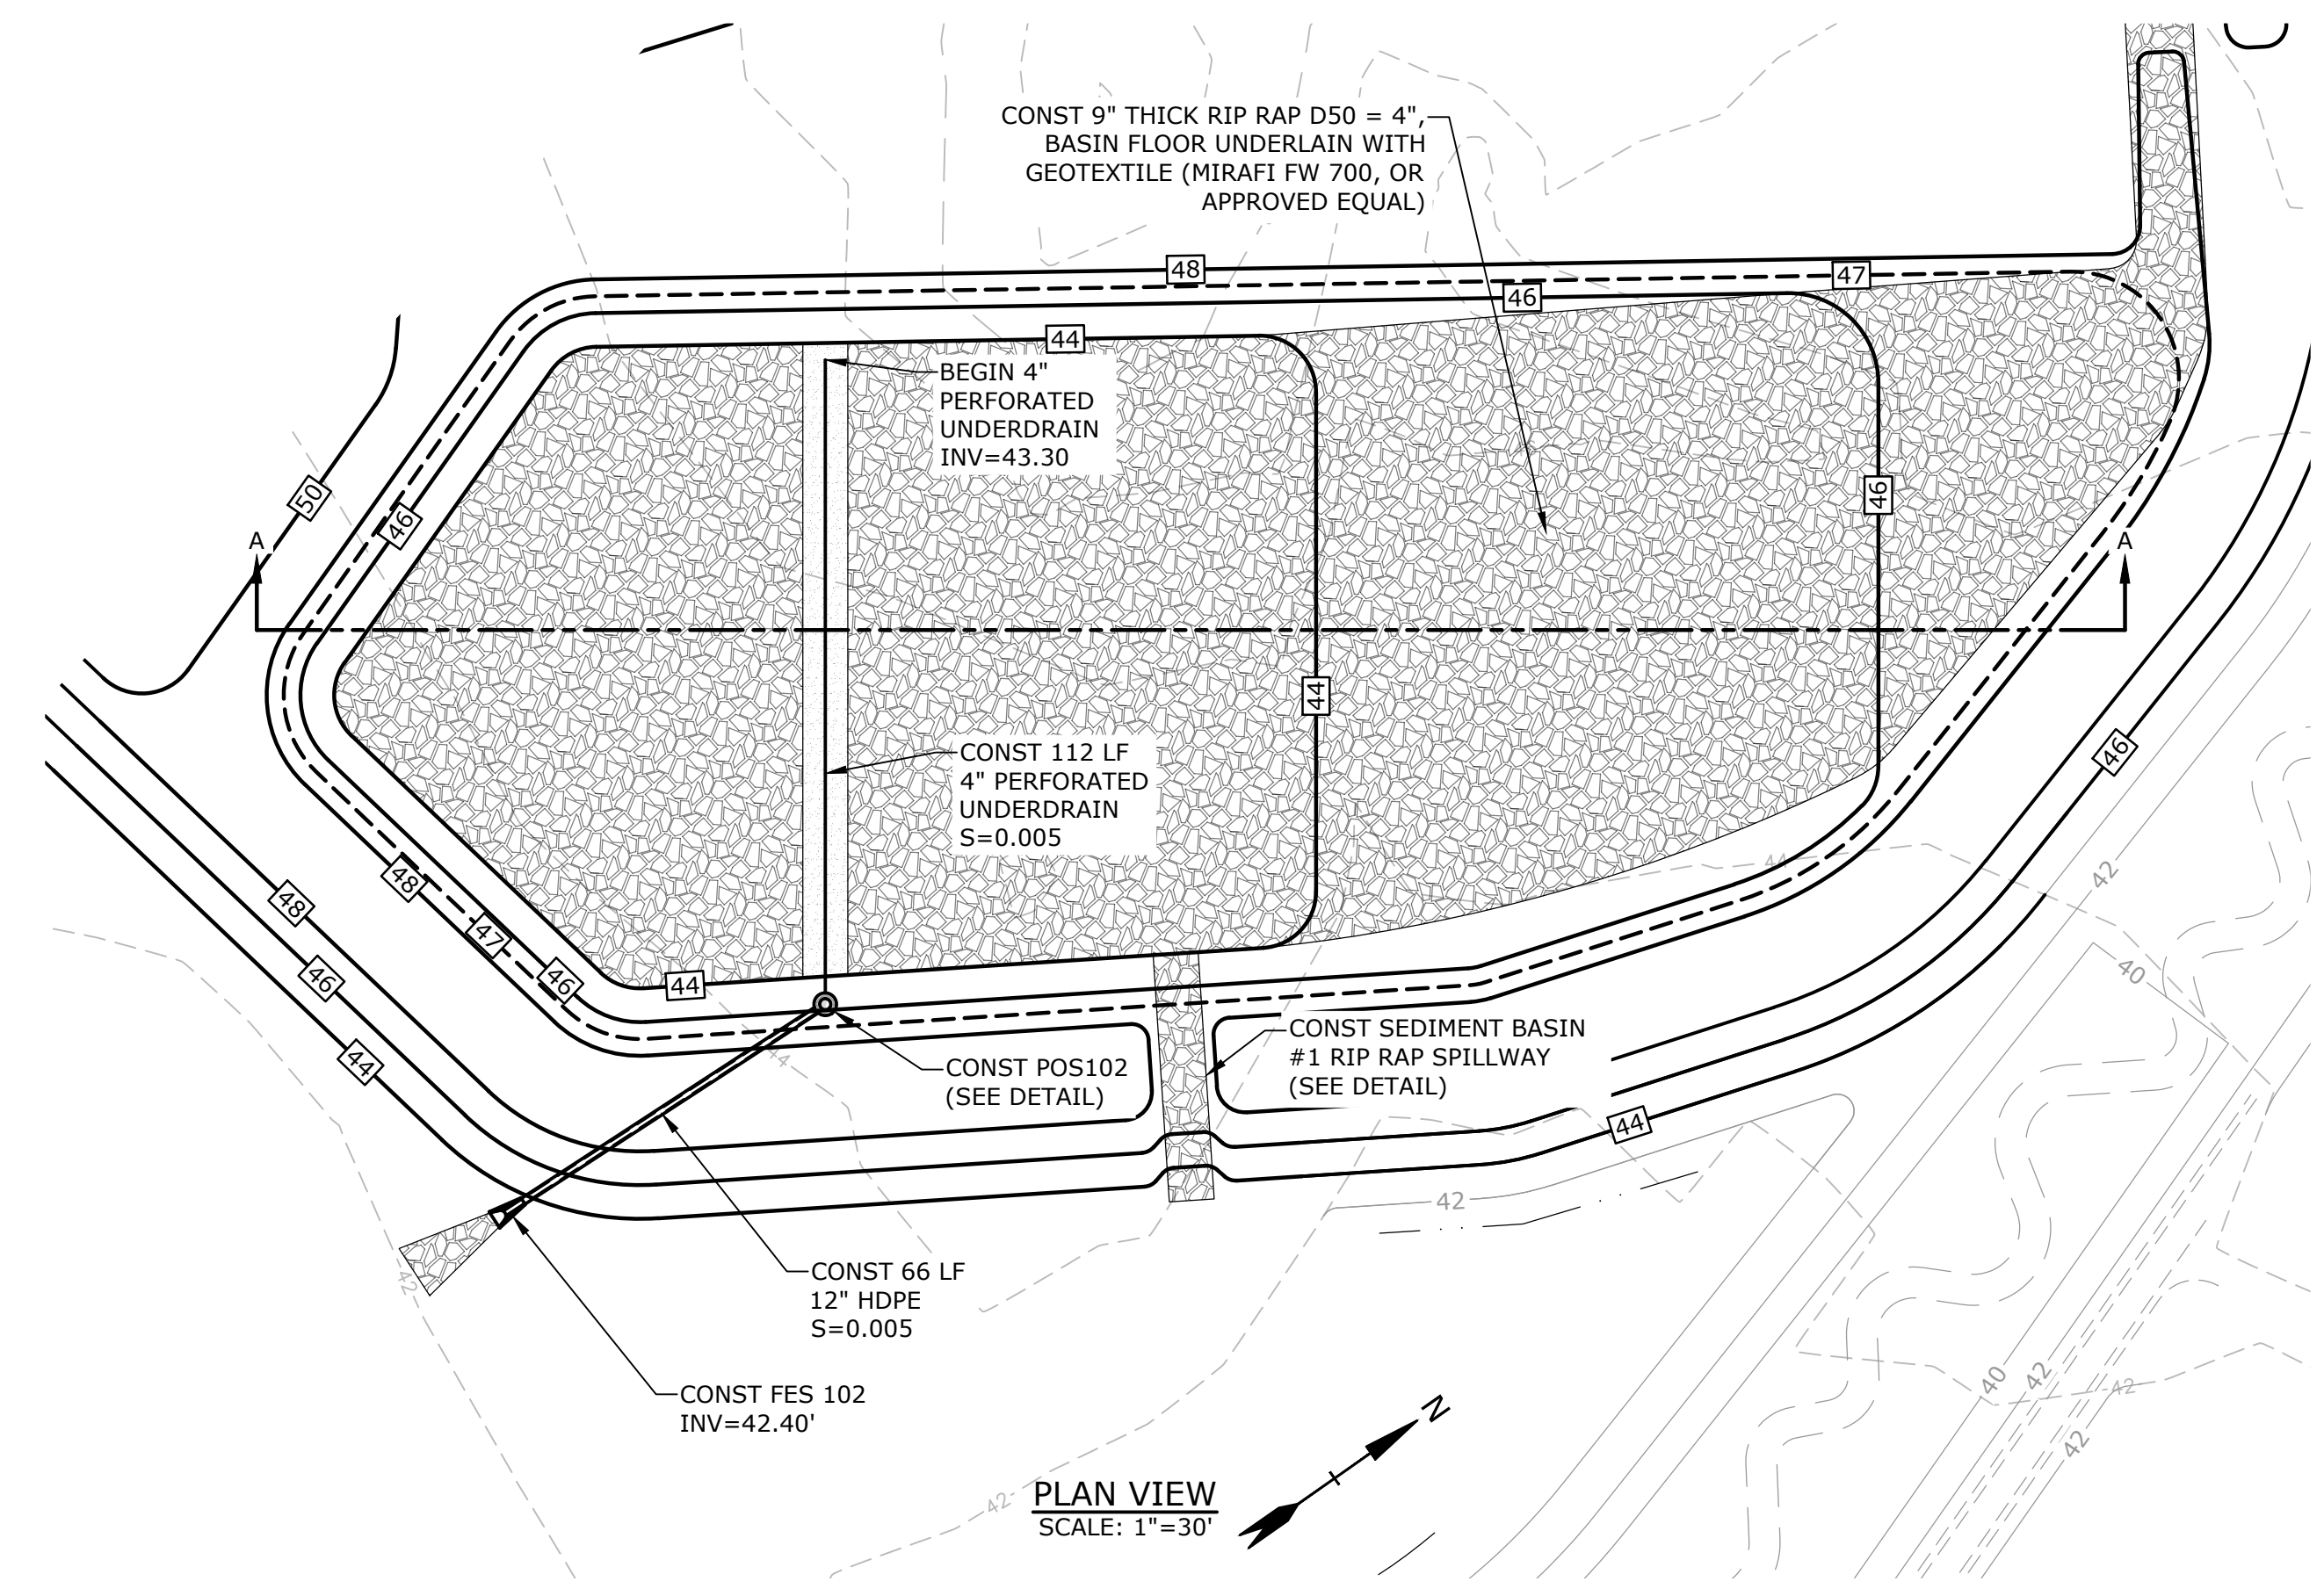 CONST 9" THICK RIP RAP D50 = 4",
BASIN FLOOR UNDERLAIN WITH
GEOTEXTILE (MIRAFI FW 700, OR
APPROVED EQUAL)
48
47
46
44
BEGIN 4"
PERFORATED
UNDERDRAIN
INV=43.30
50
46
46
A
A
44
CONST 112 LF
4" PERFORATED
UNDERDRAIN
S=0.005
46
44
42
48
48
47
46
46
44
40
44
44
CONST POS102
(SEE DETAIL)
CONST SEDIMENT BASIN
#1 RIP RAP SPILLWAY
(SEE DETAIL)
44
42
42
CONST 66 LF
12" HDPE
S=0.005
CONST FES 102
INV=42.40'
40
42
42
42
42
N
PLAN VIEW
SCALE: 1"=30'